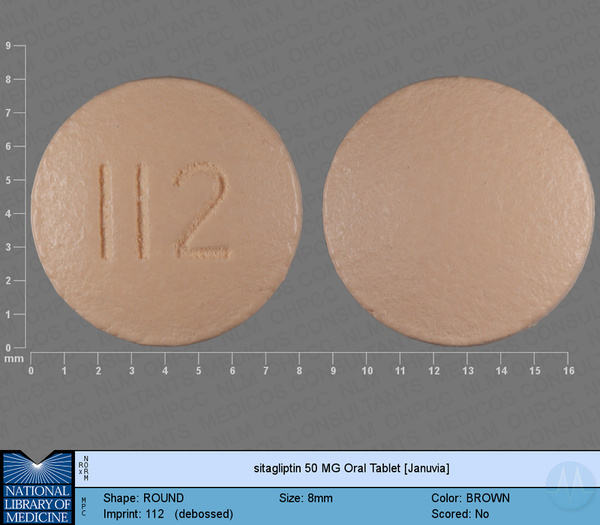 NATIONAL
LIBRARY OF
MEDICINE
MPC
Shape: ROUND
Imprint: 112 (debossed)
Size: 8mm
Color: BROWN
Scored: No
RxNORM
sitagliptin 50 MG Oral Tablet [Januvia]
mm
0 1 2 3 4 5 6 7 8 9 10 11 12 13 14 15 16
0
1
2
3
4
5
6
7
8
9
112
W